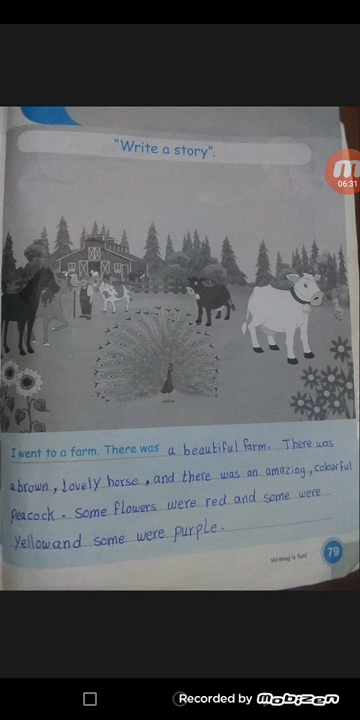 06:31
"Write a story".
I went to a farm. There was a beautiful farm. There was
a brown, lovely horse, and there was an amazing, colourful
Peacock. Some flowers were red and some were
Yellow and some were purple.
Writing is fun!
79
Recorded by Mobizen